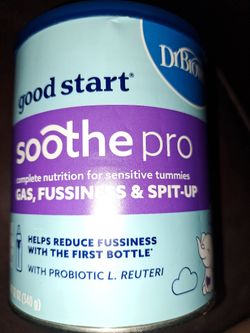 Dr Brown
good start®
soothe pro
complete nutrition for sensitive tummies
GAS, FUSSINESS & SPIT-UP
HELPS REDUCE FUSSINESS
WITH THE FIRST BOTTLE*
WITH PROBIOTIC L. REUTERI
(340 g)